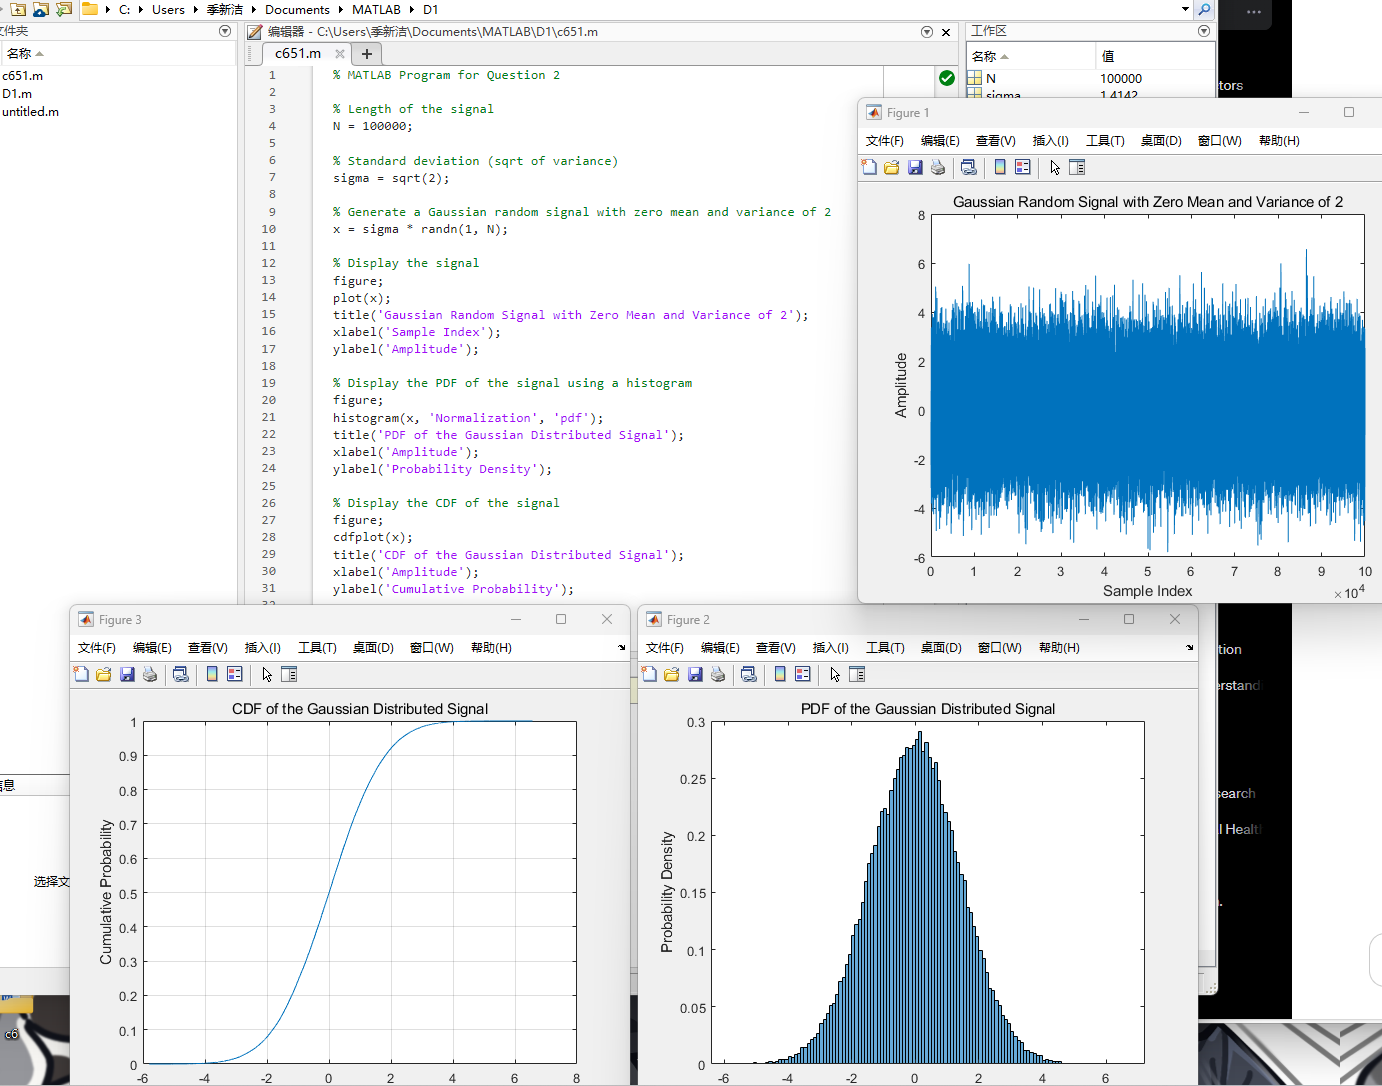 C: Users 季新洁 Documents MATLAB D1
文件夹
名称
c651.m
D1.m
untitled.m
编辑器 - C:\Users\季新洁\Documents\MATLAB\D1\c651.m
c651.m
1 % MATLAB Program for Question 2
2
3 % Length of the signal
4 N = 100000;
5
6 % Standard deviation (sqrt of variance)
7 sigma = sqrt(2);
8
9 % Generate a Gaussian random signal with zero mean and variance of 2
10 x = sigma * randn(1, N);
11
12 % Display the signal
13 figure;
14 plot(x);
15 title('Gaussian Random Signal with Zero Mean and Variance of 2');
16 xlabel('Sample Index');
17 ylabel('Amplitude');
18
19 % Display the PDF of the signal using a histogram
20 figure;
21 histogram(x, 'Normalization', 'pdf');
22 title('PDF of the Gaussian Distributed Signal');
23 xlabel('Amplitude');
24 ylabel('Probability Density');
25
26 % Display the CDF of the signal
27 figure;
28 cdfplot(x);
29 title('CDF of the Gaussian Distributed Signal');
30 xlabel('Amplitude');
31 ylabel('Cumulative Probability');
工作区
名称 值
N 100000
sigma 1.4142
tors
Figure 1
文件(F) 编辑(E) 查看(V) 插入(I) 工具(T) 桌面(D) 窗口(W) 帮助(H)
Gaussian Random Signal with Zero Mean and Variance of 2
8
6
4
2
0
-2
-4
-6
Amplitude
0 1 2 3 4 5 6 7 8 9 10
Sample Index
×10⁴
Figure 3
文件(F) 编辑(E) 查看(V) 插入(I) 工具(T) 桌面(D) 窗口(W) 帮助(H)
CDF of the Gaussian Distributed Signal
1
0.9
0.8
0.7
0.6
0.5
0.4
0.3
0.2
0.1
0
Cumulative Probability
-6 -4 -2 0 2 4 6 8
Figure 2
文件(F) 编辑(E) 查看(V) 插入(I) 工具(T) 桌面(D) 窗口(W) 帮助(H)
PDF of the Gaussian Distributed Signal
0.3
0.25
0.2
0.15
0.1
0.05
0
Probability Density
-6 -4 -2 0 2 4 6
tion
erstand
search
l Healt
信息
选择文
c6